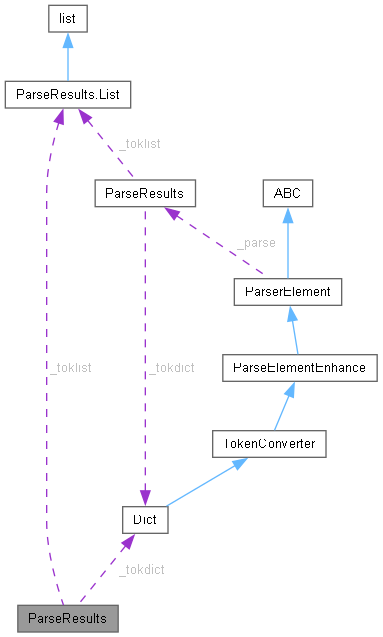 list
ParseResults.List
_toklist
ParseResults
ABC
_parse
ParserElement
_toklist
_tokdict
ParseElementEnhance
TokenConverter
Dict
_tokdict
ParseResults